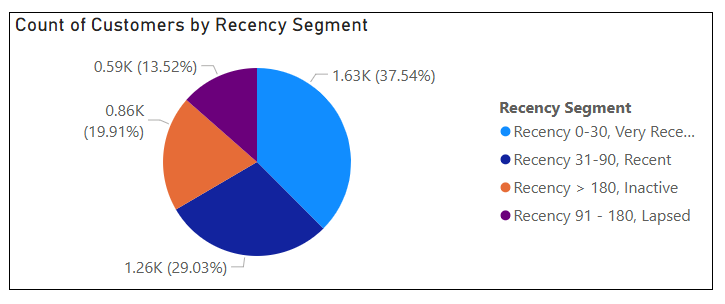 Count of Customers by Recency Segment
0.59K (13.52%)
1.63K (37.54%)
0.86K
(19.91%)
1.26K (29.03%)
Recency Segment
Recency 0-30, Very Rece...
Recency 31-90, Recent
Recency > 180, Inactive
Recency 91 - 180, Lapsed